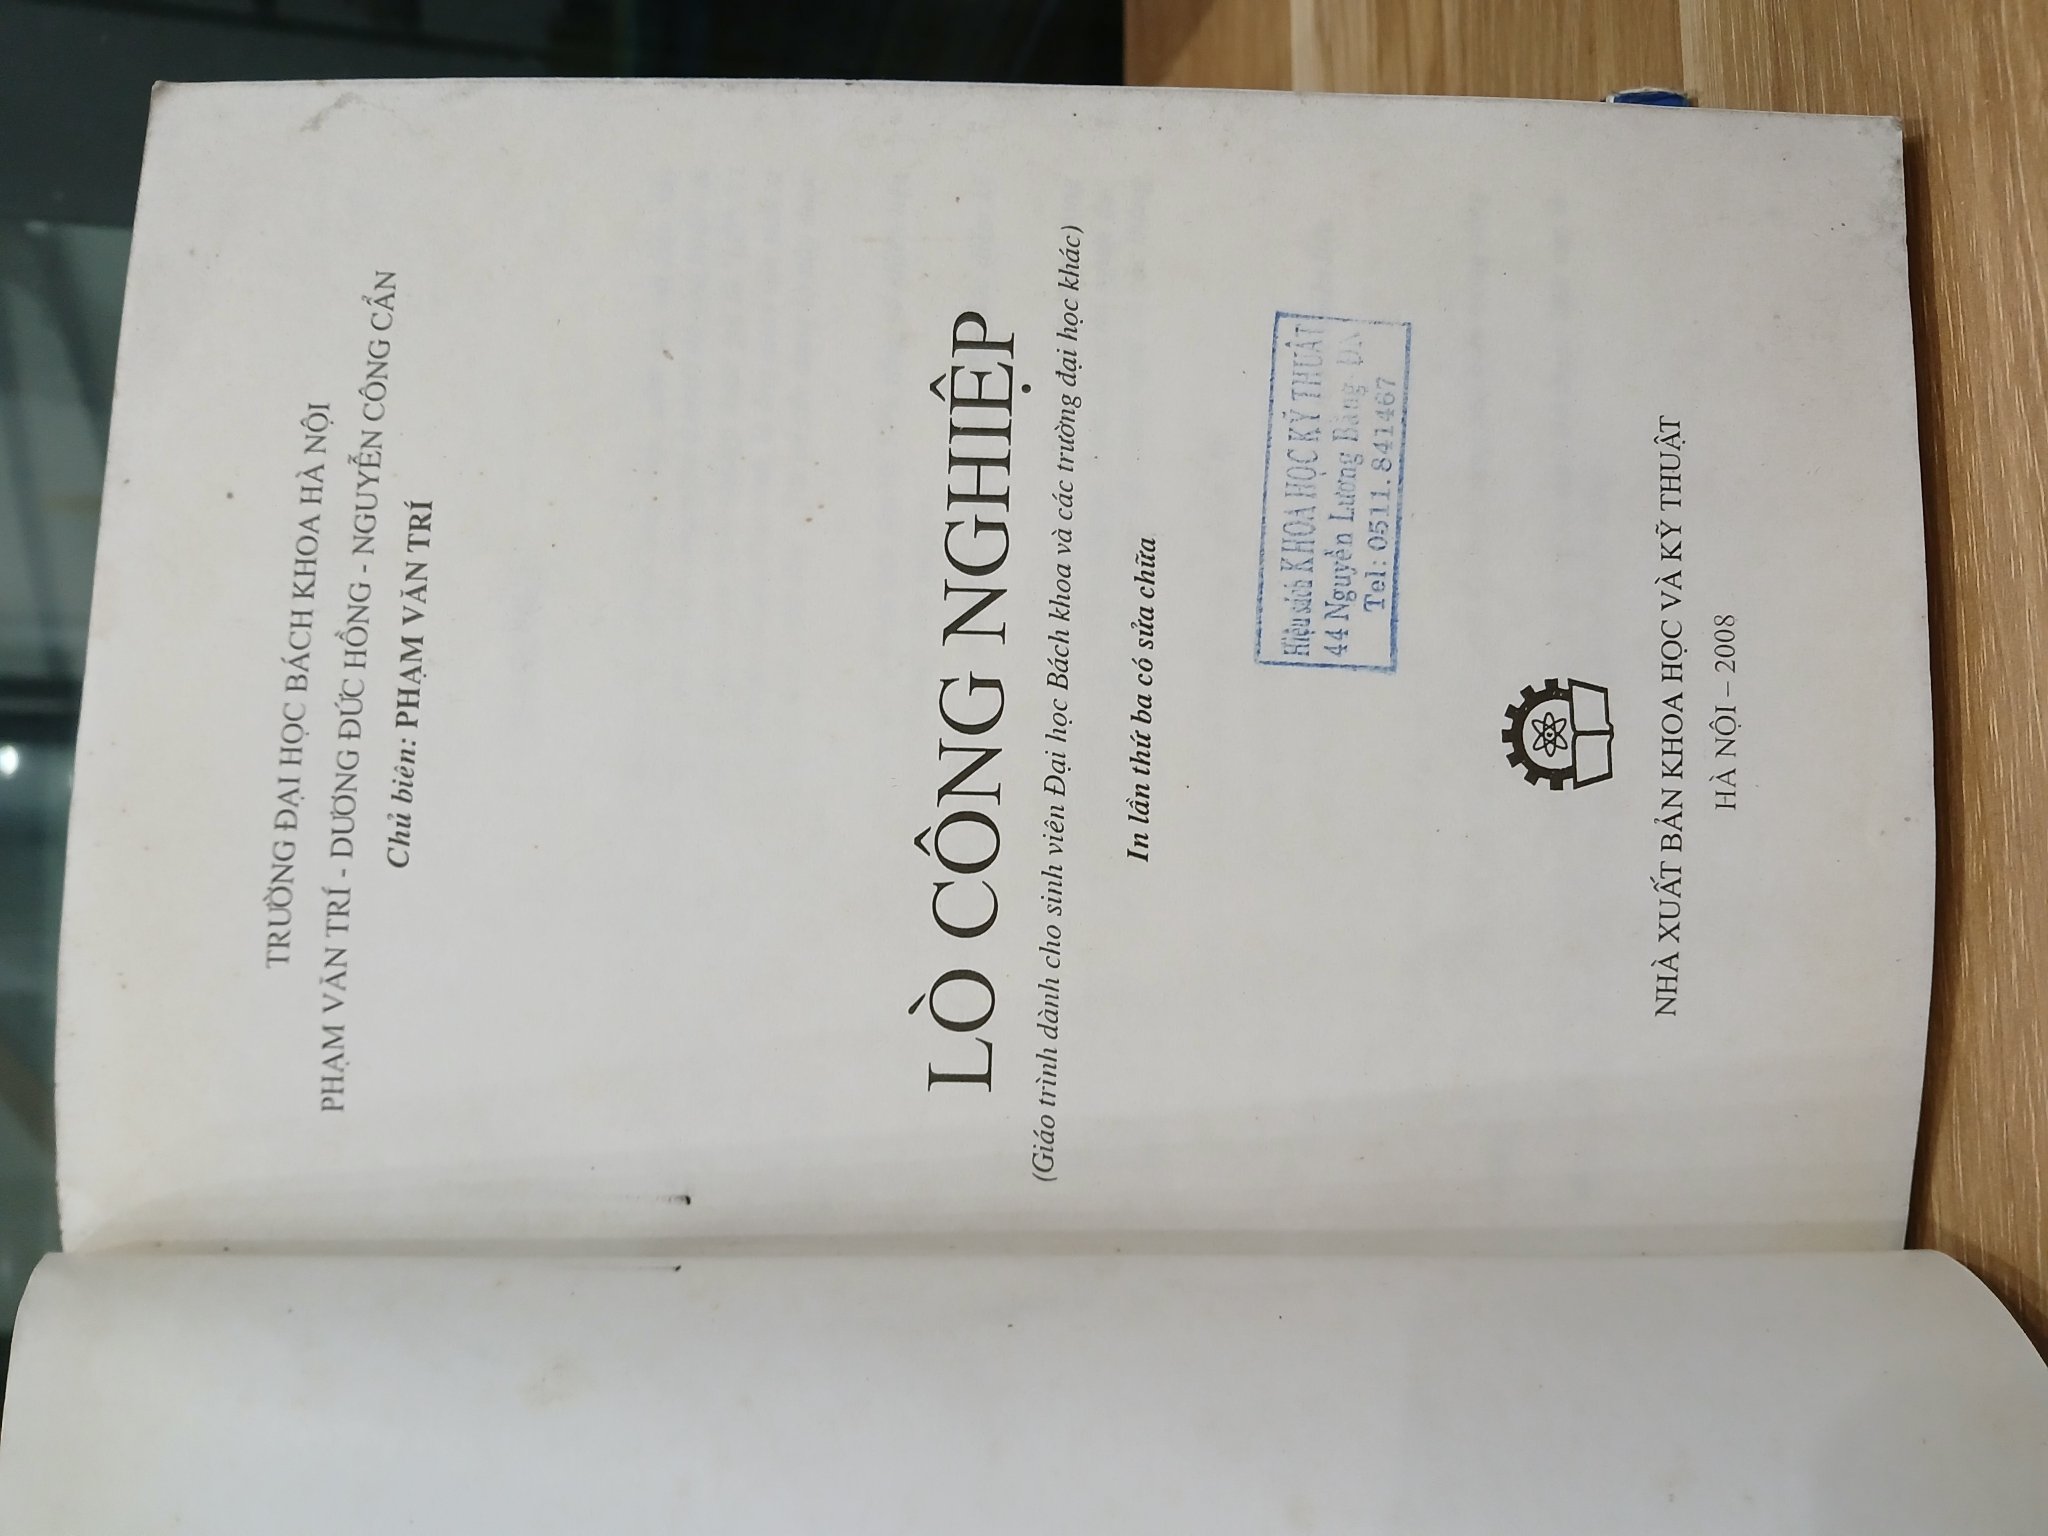 TRƯỜNG ĐẠI HỌC BÁCH KHOA HÀ NỘI
PHẠM VĂN TRÍ - DƯƠNG ĐỨC HỒNG - NGUYỄN CÔNG CẨN
Chủ biên: PHẠM VĂN TRÍ
LÒ CÔNG NGHIỆP
(Giáo trình dành cho sinh viên Đại học Bách khoa và các trường đại học khác)
In lần thứ ba có sửa chữa
Hiệu sách KHOA HỌC KỸ THUẬT
44 Nguyễn Lương Bằng ĐN
Tel: 0511.841467
NHÀ XUẤT BẢN KHOA HỌC VÀ KỸ THUẬT
HÀ NỘI – 2008